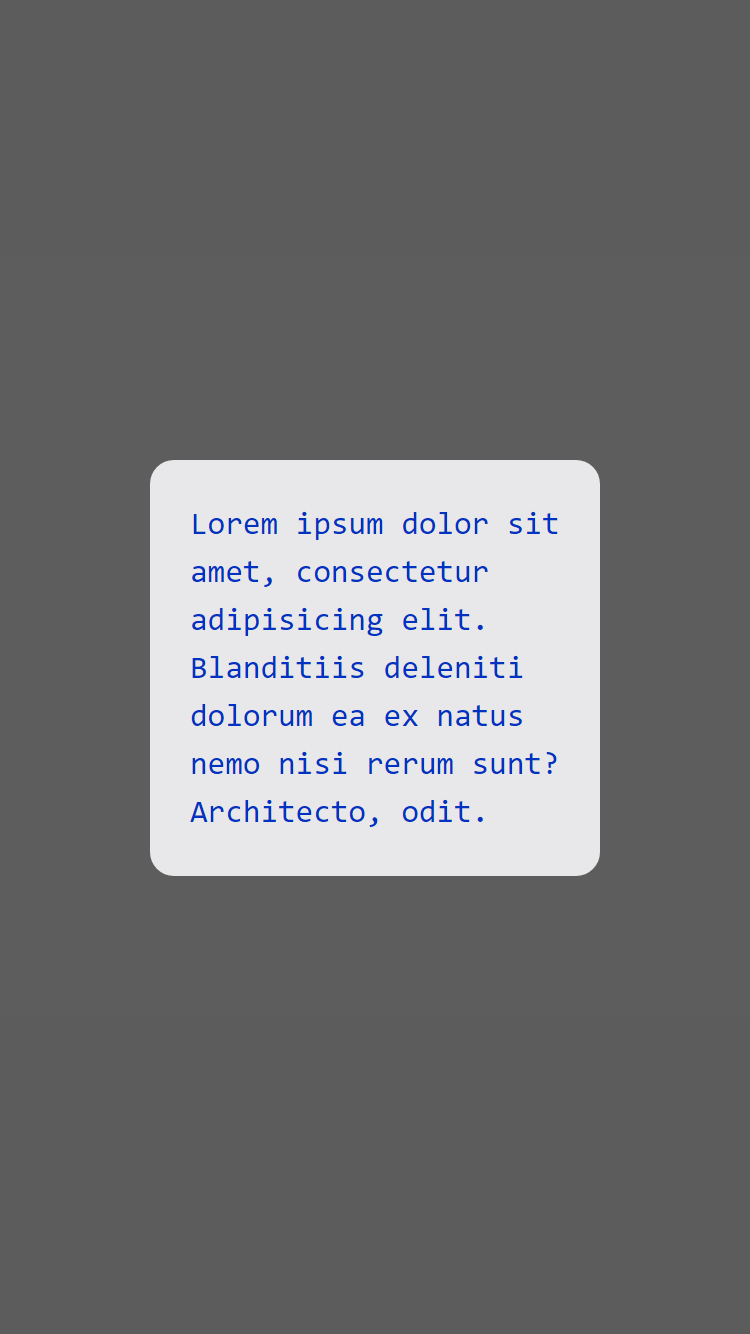 Lorem ipsum dolor sit
amet, consectetur
adipisicing elit.
Blanditiis deleniti
dolorum ea ex natus
nemo nisi rerum sunt?
Architecto, odit.